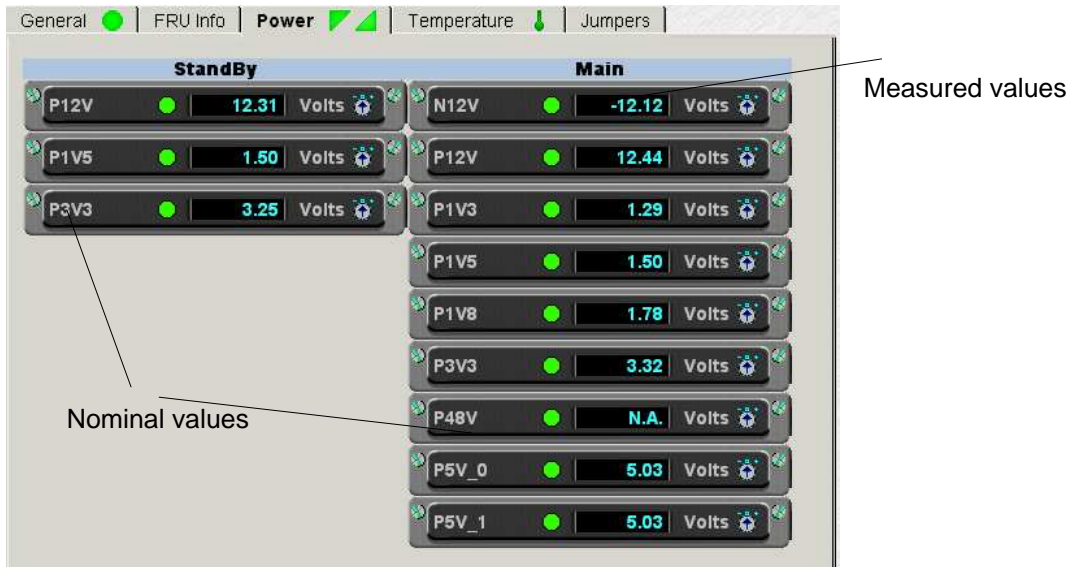 General FRU Info Power Temperature Jumpers
StandBy Main
P12V 12.31 Volts N12V -12.12 Volts
Measured values
P1V5 1.50 Volts P12V 12.44 Volts
P3V3 3.25 Volts P1V3 1.29 Volts
P1V5 1.50 Volts
P1V8 1.78 Volts
P3V3 3.32 Volts
Nominal values
P48V N.A. Volts
P5V_0 5.03 Volts
P5V_1 5.03 Volts